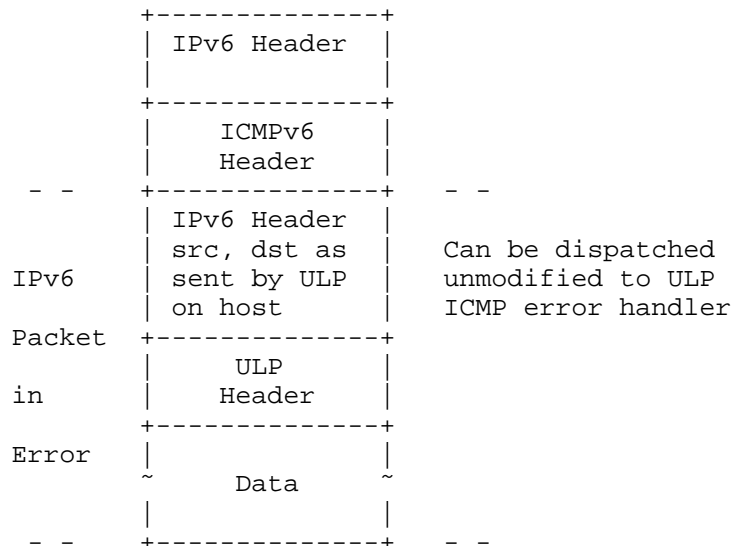 IPv6 Header
ICMPv6
Header
IPv6 Header
src, dst as Can be dispatched
IPv6 sent by ULP unmodified to ULP
on host ICMP error handler
Packet
ULP
in Header
Error
Data